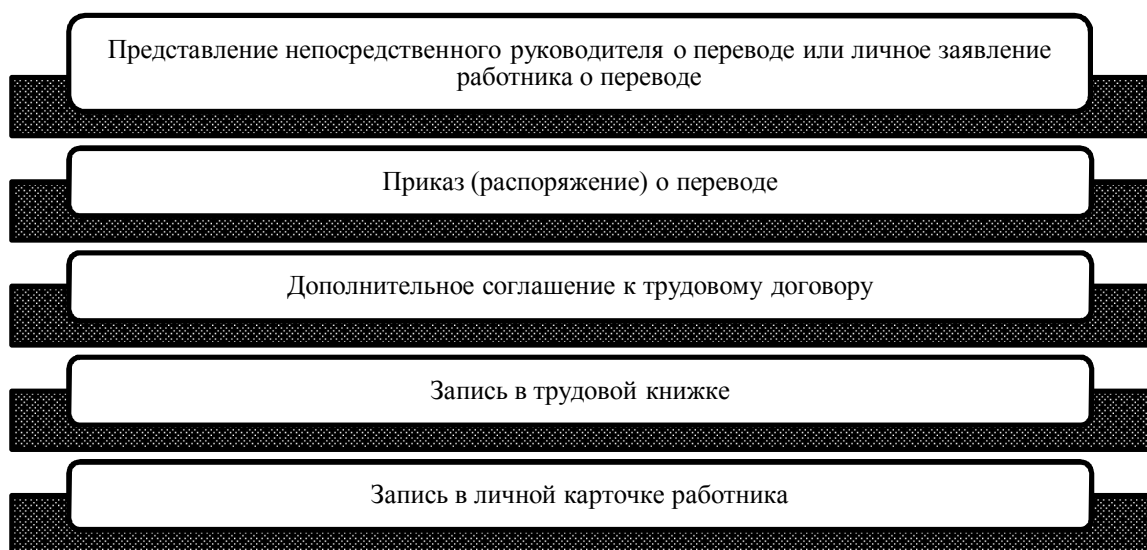 Представление непосредственного руководителя о переводе или личное заявление
работника о переводе
Приказ (распоряжение) о переводе
Дополнительное соглашение к трудовому договору
Запись в трудовой книжке
Запись в личной карточке работника